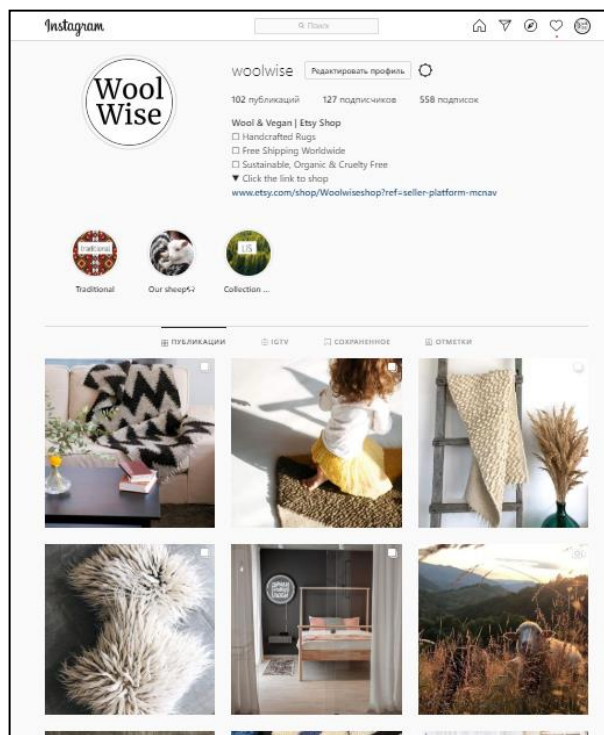 Instagram
Поиск
Wool
Wise
woolwise Редактировать профиль
102 публикаций 127 подписчиков 558 подписок
Wool & Vegan | Etsy Shop
☐ Handcrafted Rugs
☐ Free Shipping Worldwide
☐ Sustainable, Organic & Cruelty Free
▼ Click the link to shop
www.etsy.com/shop/Woolwiseshop?ref=seller-platform-mcnav
traditional
LIS
Traditional Our sheep Collection ...
ПУБЛИКАЦИИ IGTV СОХРАНЕННОЕ ОТМЕТКИ